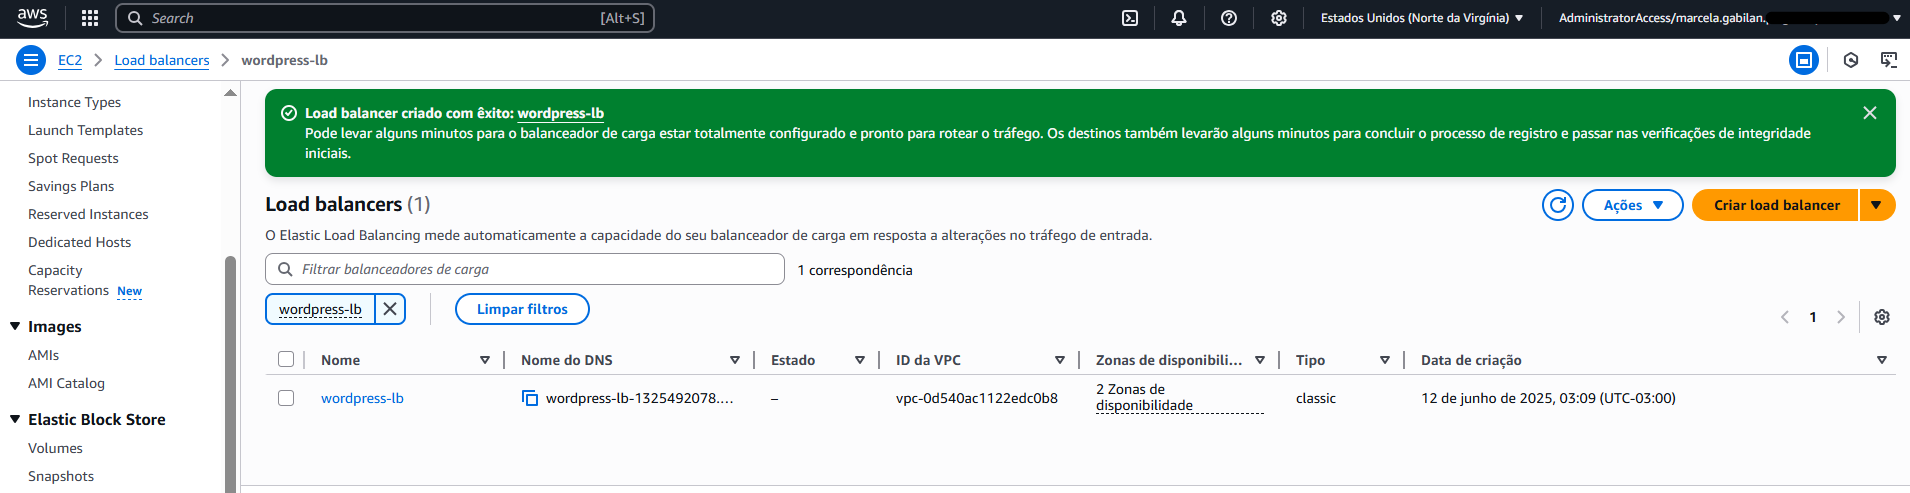 aws
Search [Alt+S]
Estados Unidos (Norte da Virgínia)
AdministratorAccess/marcela.gabilan.
EC2 Load balancers wordpress-lb
Instance Types
Launch Templates
Spot Requests
Savings Plans
Reserved Instances
Dedicated Hosts
Capacity
Reservations New
Images
AMIs
AMI Catalog
Elastic Block Store
Volumes
Snapshots
Load balancer criado com êxito: wordpress-lb
Pode levar alguns minutos para o balanceador de carga estar totalmente configurado e pronto para rotear o tráfego. Os destinos também levarão alguns minutos para concluir o processo de registro e passar nas verificações de integridade
iniciais.
Load balancers (1)
Ações
Criar load balancer
O Elastic Load Balancing mede automaticamente a capacidade do seu balanceador de carga em resposta a alterações no tráfego de entrada.
Filtrar balanceadores de carga
1 correspondência
wordpress-lb
Limpar filtros
1
Nome Nome do DNS Estado ID da VPC Zonas de disponibili... Tipo Data de criação
wordpress-lb wordpress-lb-1325492078.... – vpc-0d540ac1122edc0b8 2 Zonas de
disponibilidade classic 12 de junho de 2025, 03:09 (UTC-03:00)